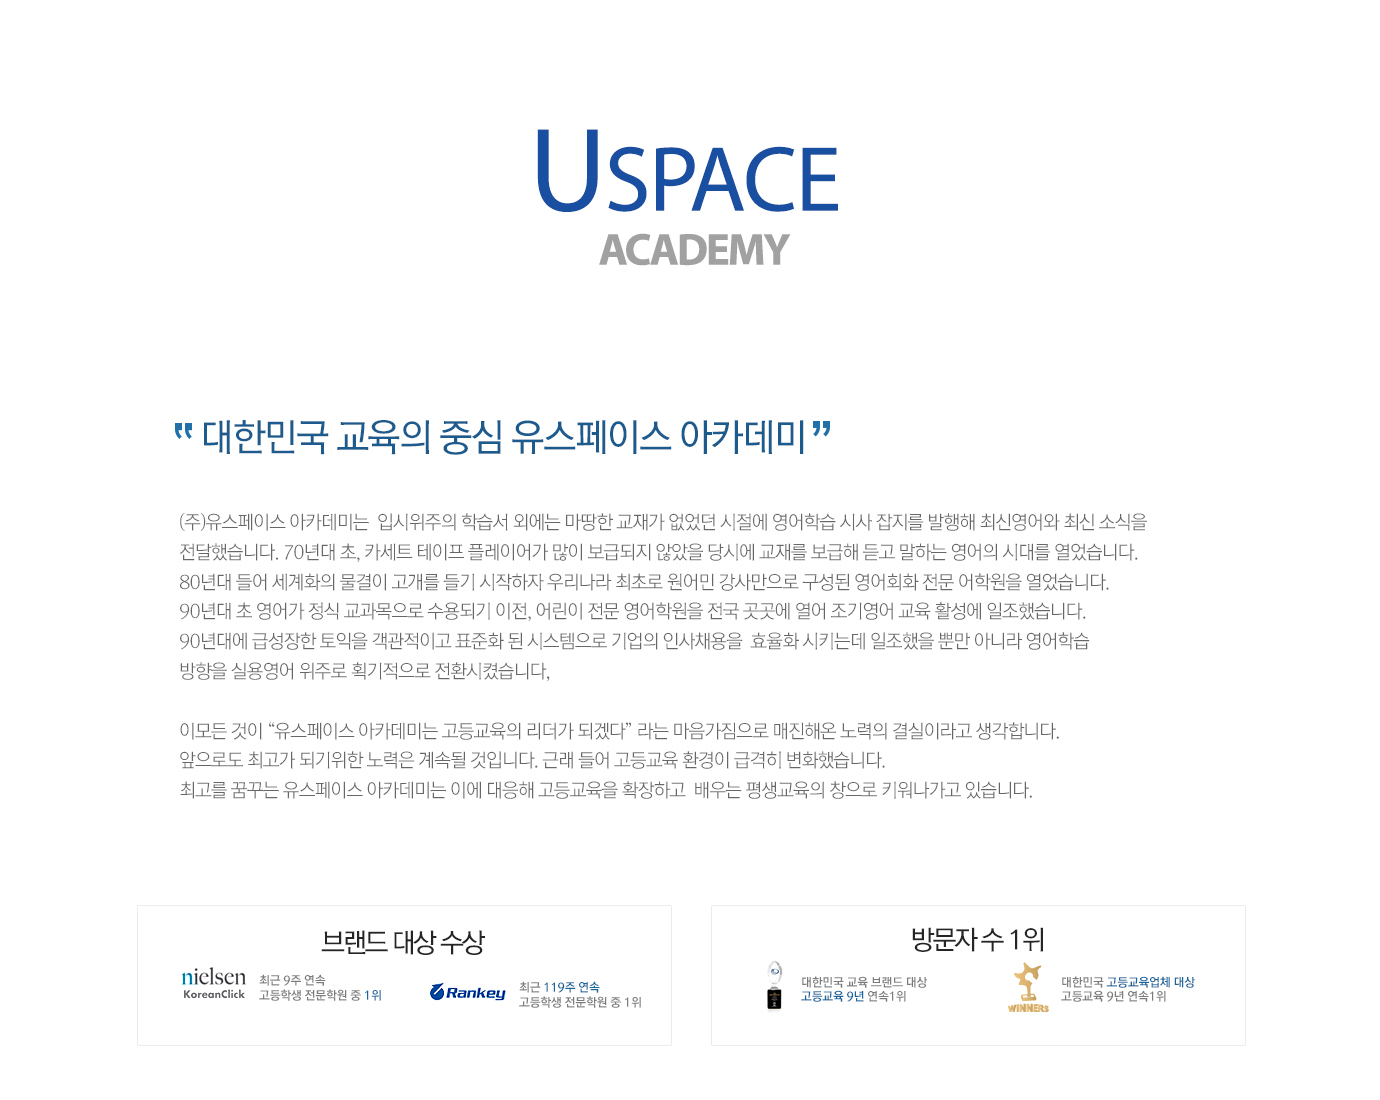 USPACE
ACADEMY
“ 대한민국 교육의 중심 유스페이스 아카데미 ”
(주)유스페이스 아카데미는 입시위주의 학습서 외에는 마땅한 교재가 없었던 시절에 영어학습 시사 잡지를 발행해 최신영어와 최신 소식을
전달했습니다. 70년대 초, 카세트 테이프 플레이어가 많이 보급되지 않았을 당시에 교재를 보급해 듣고 말하는 영어의 시대를 열었습니다.
80년대 들어 세계화의 물결이 고개를 들기 시작하자 우리나라 최초로 원어민 강사만으로 구성된 영어회화 전문 어학원을 열었습니다.
90년대 초 영어가 정식 교과목으로 수용되기 이전, 어린이 전문 영어학원을 전국 곳곳에 열어 조기영어 교육 활성에 일조했습니다.
90년대에 급성장한 토익을 객관적이고 표준화 된 시스템으로 기업의 인사채용을 효율화 시키는데 일조했을 뿐만 아니라 영어학습
방향을 실용영어 위주로 획기적으로 전환시켰습니다,
이모든 것이 “유스페이스 아카데미는 고등교육의 리더가 되겠다” 라는 마음가짐으로 매진해온 노력의 결실이라고 생각합니다.
앞으로도 최고가 되기위한 노력은 계속될 것입니다. 근래 들어 고등교육 환경이 급격히 변화했습니다.
최고를 꿈꾸는 유스페이스 아카데미는 이에 대응해 고등교육을 확장하고 배우는 평생교육의 창으로 키워나가고 있습니다.
브랜드 대상 수상
nielsen
KoreanClick
최근 9주 연속
고등학생 전문학원 중 1위
Rankey
최근 119주 연속
고등학생 전문학원 중 1위
방문자 수 1위
대한민국 교육 브랜드 대상
고등교육 9년 연속1위
WINNERs
대한민국 고등교육업체 대상
고등교육 9년 연속1위